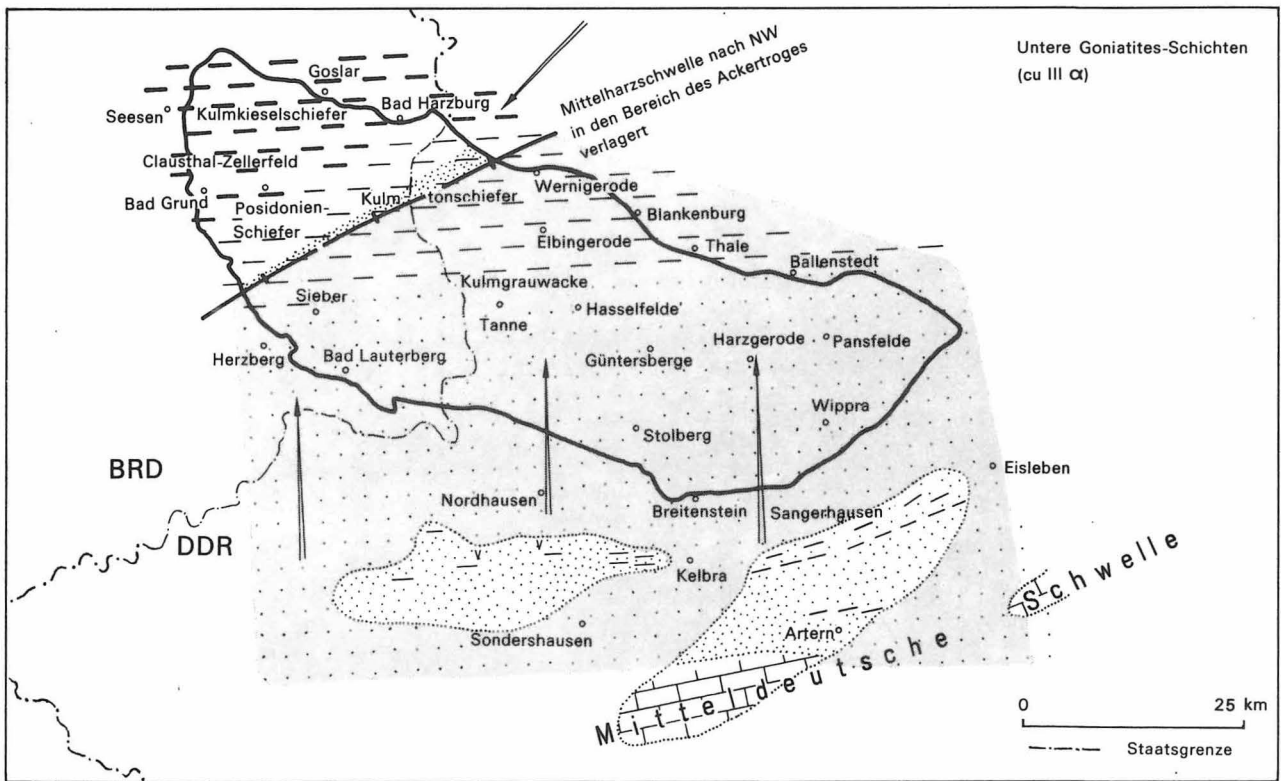 Untere Goniatites-Schichten
(cu III α)
Mittelharzschwelle nach NW
in den Bereich des Ackertroges
verlagert
Goslar
Seesen
Kulmkieselschiefer
Bad Harzburg
Clausthal-Zellerfeld
Wernigerode
Bad Grund
Posidonien-
Schiefer
Kulm
tonschiefer
Blankenburg
Elbingerode
Thale
Ballenstedt
Kulmgrauwacke
Sieber
Hasselfelde
Tanne
Harzgerode
Pansfelde
Herzberg
Bad Lauterberg
Güntersberge
Wippra
Stolberg
BRD
Eisleben
Nordhausen
Breitenstein
Sangerhausen
DDR
Kelbra
Sondershausen
Artern
Mitteldeutsche Schwelle
0 25 km
Staatsgrenze